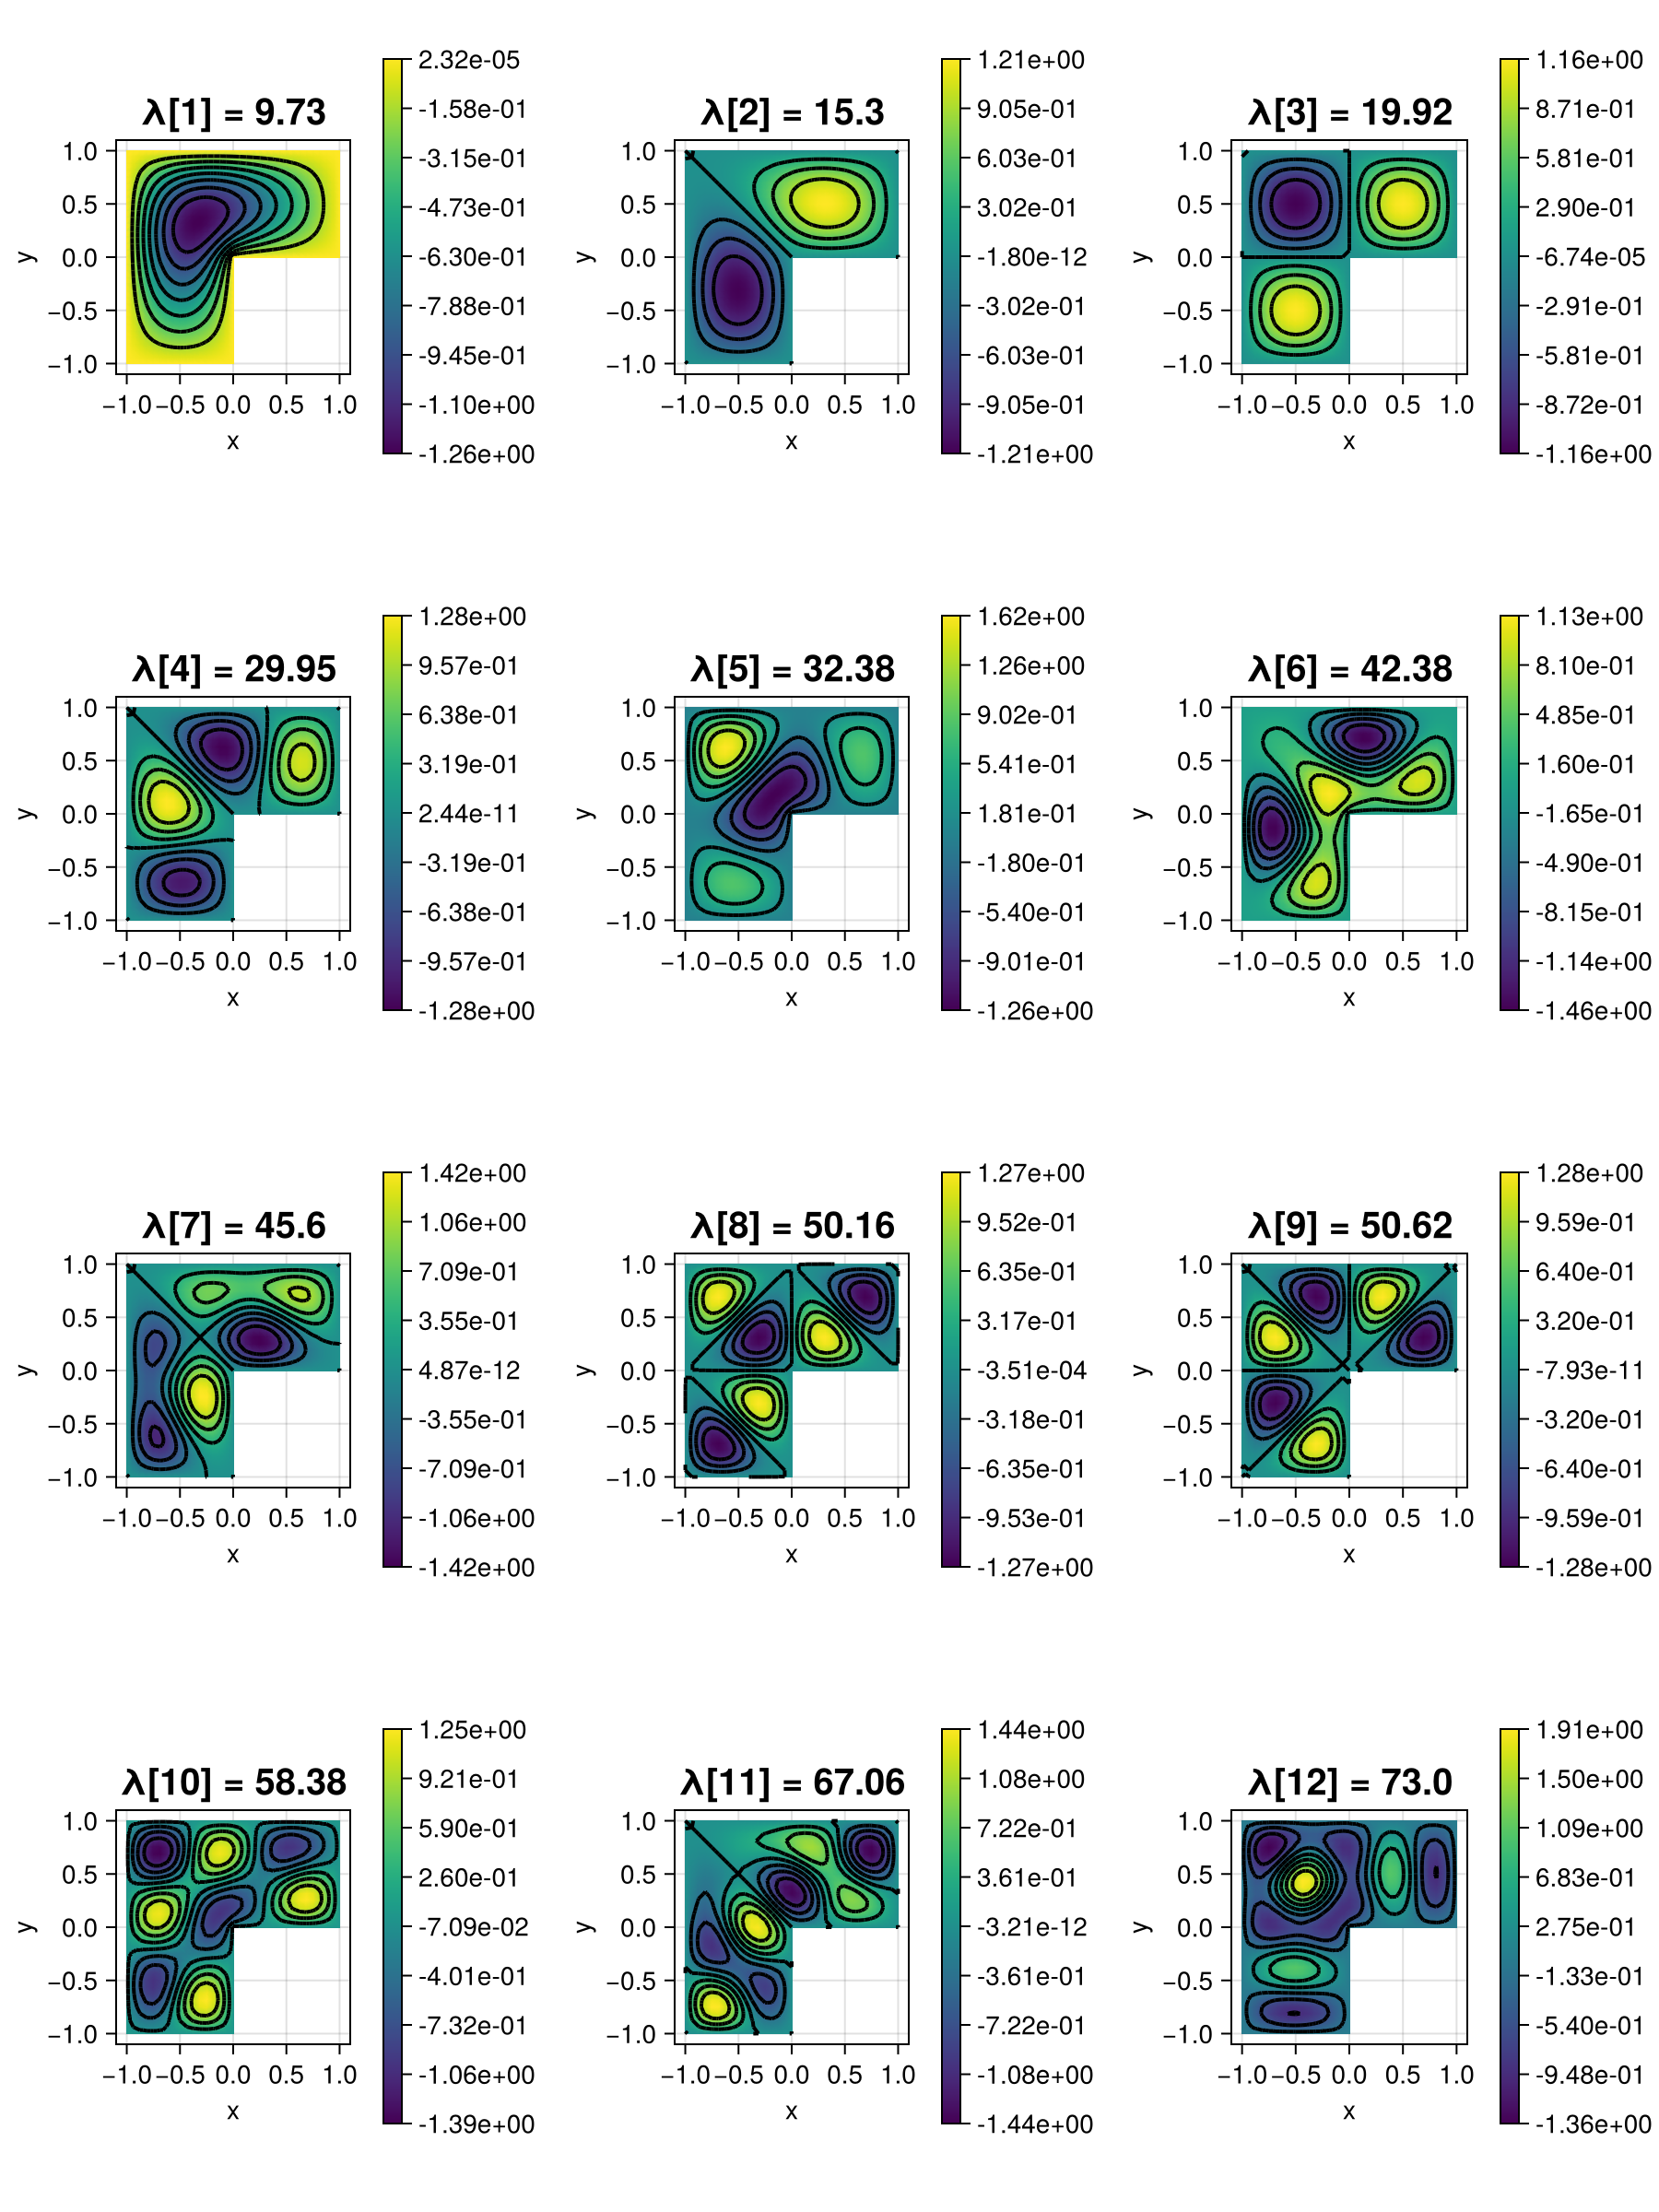 λ[1] = 9.73
1.0
0.5
0.0
−0.5
−1.0
y
−1.0 −0.5 0.0 0.5 1.0
x
2.32e-05
-1.58e-01
-3.15e-01
-4.73e-01
-6.30e-01
-7.88e-01
-9.45e-01
-1.10e+00
-1.26e+00
λ[2] = 15.3
1.0
0.5
0.0
−0.5
−1.0
y
−1.0 −0.5 0.0 0.5 1.0
x
1.21e+00
9.05e-01
6.03e-01
3.02e-01
-1.80e-12
-3.02e-01
-6.03e-01
-9.05e-01
-1.21e+00
λ[3] = 19.92
1.0
0.5
0.0
−0.5
−1.0
y
−1.0 −0.5 0.0 0.5 1.0
x
1.16e+00
8.71e-01
5.81e-01
2.90e-01
-6.74e-05
-2.91e-01
-5.81e-01
-8.72e-01
-1.16e+00
λ[4] = 29.95
1.0
0.5
0.0
−0.5
−1.0
y
−1.0 −0.5 0.0 0.5 1.0
x
1.28e+00
9.57e-01
6.38e-01
3.19e-01
2.44e-11
-3.19e-01
-6.38e-01
-9.57e-01
-1.28e+00
λ[5] = 32.38
1.0
0.5
0.0
−0.5
−1.0
y
−1.0 −0.5 0.0 0.5 1.0
x
1.62e+00
1.26e+00
9.02e-01
5.41e-01
1.81e-01
-1.80e-01
-5.40e-01
-9.01e-01
-1.26e+00
λ[6] = 42.38
1.0
0.5
0.0
−0.5
−1.0
y
−1.0 −0.5 0.0 0.5 1.0
x
1.13e+00
8.10e-01
4.85e-01
1.60e-01
-1.65e-01
-4.90e-01
-8.15e-01
-1.14e+00
-1.46e+00
λ[7] = 45.6
1.0
0.5
0.0
−0.5
−1.0
y
−1.0 −0.5 0.0 0.5 1.0
x
1.42e+00
1.06e+00
7.09e-01
3.55e-01
4.87e-12
-3.55e-01
-7.09e-01
-1.06e+00
-1.42e+00
λ[8] = 50.16
1.0
0.5
0.0
−0.5
−1.0
y
−1.0 −0.5 0.0 0.5 1.0
x
1.27e+00
9.52e-01
6.35e-01
3.17e-01
-3.51e-04
-3.18e-01
-6.35e-01
-9.53e-01
-1.27e+00
λ[9] = 50.62
1.0
0.5
0.0
−0.5
−1.0
y
−1.0 −0.5 0.0 0.5 1.0
x
1.28e+00
9.59e-01
6.40e-01
3.20e-01
-7.93e-11
-3.20e-01
-6.40e-01
-9.59e-01
-1.28e+00
λ[10] = 58.38
1.0
0.5
0.0
−0.5
−1.0
y
−1.0 −0.5 0.0 0.5 1.0
x
1.25e+00
9.21e-01
5.90e-01
2.60e-01
-7.09e-02
-4.01e-01
-7.32e-01
-1.06e+00
-1.39e+00
λ[11] = 67.06
1.0
0.5
0.0
−0.5
−1.0
y
−1.0 −0.5 0.0 0.5 1.0
x
1.44e+00
1.08e+00
7.22e-01
3.61e-01
-3.21e-12
-3.61e-01
-7.22e-01
-1.08e+00
-1.44e+00
λ[12] = 73.0
1.0
0.5
0.0
−0.5
−1.0
y
−1.0 −0.5 0.0 0.5 1.0
x
1.91e+00
1.50e+00
1.09e+00
6.83e-01
2.75e-01
-1.33e-01
-5.40e-01
-9.48e-01
-1.36e+00